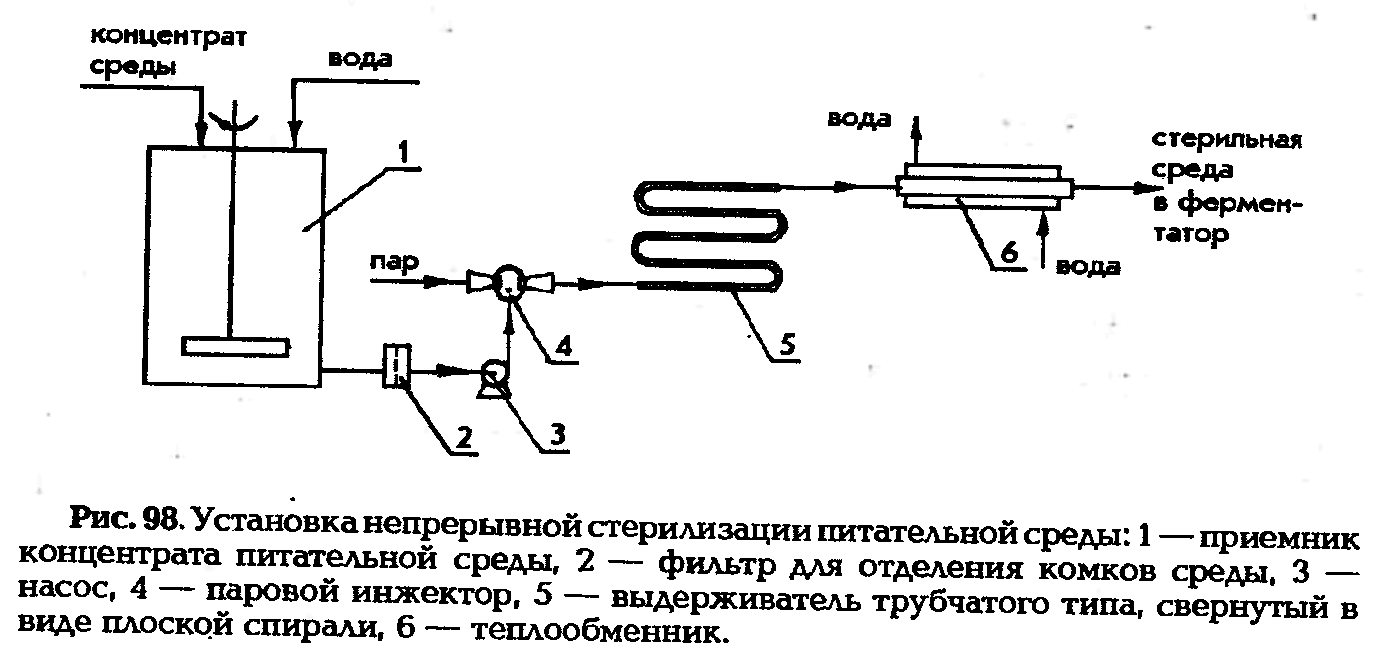 концентрат
среды
вода
1
вода
стерильная
среда
в фермен-
татор
пар
4
5
6
вода
2
3
Рис. 98. Установка непрерывной стерилизации питательной среды: 1 — приемник
концентрата питательной среды, 2 — фильтр для отделения комков среды, 3 —
насос, 4 — паровой инжектор, 5 — выдерживатель трубчатого типа, свернутый в
виде плоской спирали, 6 — теплообменник.